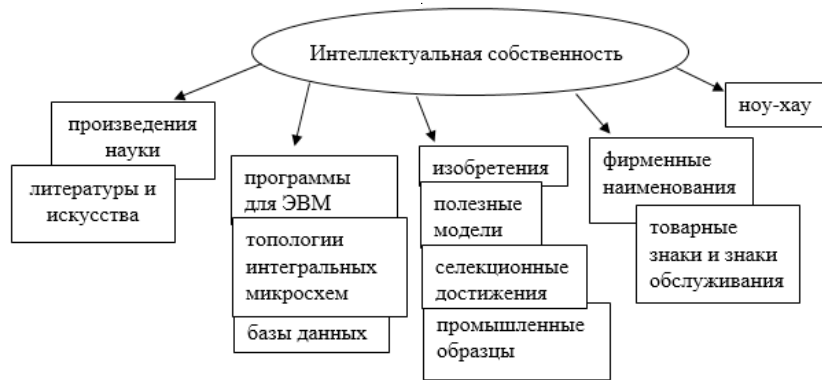 Интеллектуальная собственность
произведения
науки
литературы и
искусства
программы
для ЭВМ
топологии
интегральных
микросхем
базы данных
изобретения
полезные
модели
селекционные
достижения
промышленные
образцы
фирменные
наименования
товарные
знаки и знаки
обслуживания
ноу-хау